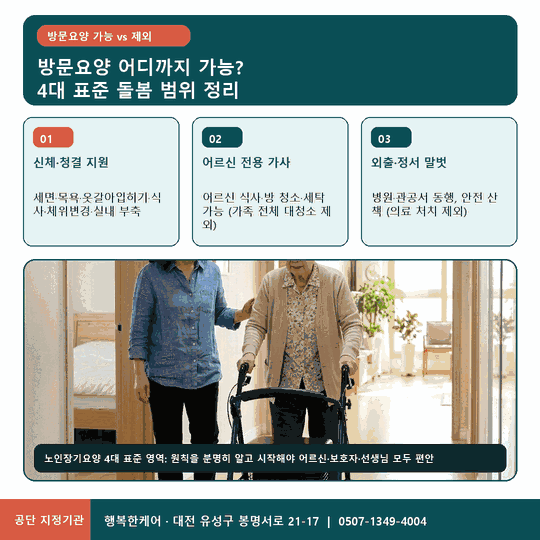 방문요양 가능 vs 제외
방문요양 어디까지 가능?
4대 표준 돌봄 범위 정리
01
신체·청결 지원
세면·목욕·옷갈아입히기·식
사·체위변경·실내 부축
02
어르신 전용 가사
어르신 식사·방 청소·세탁
가능 (가족 전체 대청소 제
외)
03
외출·정서 말벗
병원·관공서 동행, 안전 산
책 (의료 처치 제외)
노인장기요양 4대 표준 영역: 원칙을 분명히 알고 시작해야 어르신·보호자·선생님 모두 편안
공단 지정기관
행복한케어 · 대전 유성구 봉명서로 21-17 | 0507-1349-4004